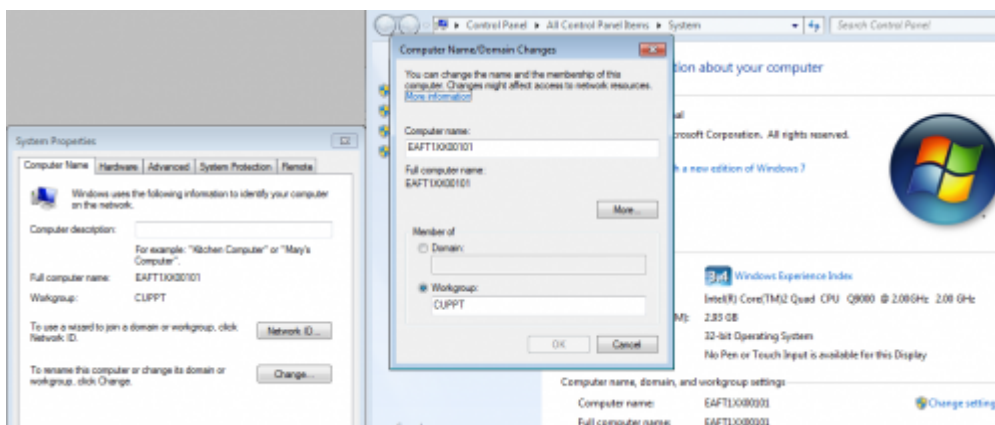 Control Panel ▸ All Control Panel Items ▸ System
Search Control Panel
Computer Name/Domain Changes
You can change the name and the membership of this
computer. Changes might affect access to network resources.
More information
Computer name:
EAFT1XX00101
Full computer name:
EAFT1XX00101
More...
Member of
Domain:
Workgroup:
CUPPT
OK
Cancel
System Properties
Computer Name
Hardware
Advanced
System Protection
Remote
Windows uses the following information to identify your computer
on the network.
Computer description:
For example: "Kitchen Computer" or "Mary's
Computer".
Full computer name:
EAFT1XX00101
Workgroup:
CUPPT
To use a wizard to join a domain or workgroup, click
Network ID.
Network ID...
To rename this computer or change its domain or
workgroup, click Change.
Change...
tion about your computer
al
crosoft Corporation. All rights reserved.
h a new edition of Windows 7
Windows Experience Index
Intel(R) Core(TM)2 Quad CPU Q9000 @ 2.00GHz 2.00 GHz
M):
32-bit Operating System
No Pen or Touch Input is available for this Display
Computer name, domain, and workgroup settings
Computer name:
EAFT1XX00101
Change setting
Full computer name:
EAFT1XX00101